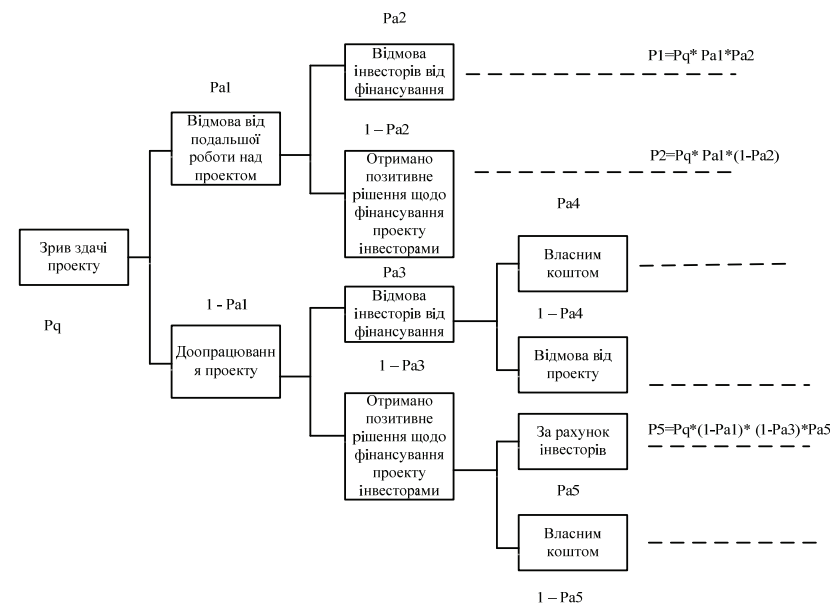 Pa2
Відмова
інвесторів від
фінансування
P1=Pq* Pa1*Pa2
Pa1
Відмова від
подальшої
роботи над
проектом
1 – Pa2
Отримано
позитивне
рішення щодо
фінансування
проекту
інвесторами
P2=Pq* Pa1*(1-Pa2)
Зрив здачі
проекту
Pq
Pa4
Власним
коштом
Pa3
Відмова
інвесторів від
фінансування
1 - Pa1
Доопрацюванн
я проекту
1 – Pa4
Відмова від
проекту
1 – Pa3
Отримано
позитивне
рішення щодо
фінансування
проекту
інвесторами
За рахунок
інвесторів
P5=Pq*(1-Pa1)* (1-Pa3)*Pa5
Pa5
Власним
коштом
1 – Pa5